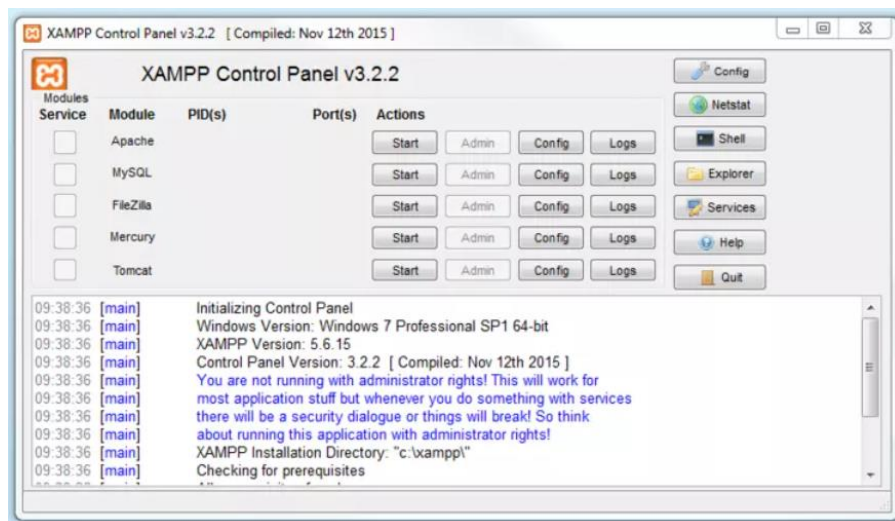 XAMPP Control Panel v3.2.2 [ Compiled: Nov 12th 2015 ]
XAMPP Control Panel v3.2.2
Config
Modules
Service Module PID(s) Port(s) Actions
Netstat
Apache Start Admin Config Logs
Shell
MySQL Start Admin Config Logs
Explorer
FileZilla Start Admin Config Logs
Services
Mercury Start Admin Config Logs
Help
Tomcat Start Admin Config Logs
Quit
09:38:36 [main] Initializing Control Panel
09:38:36 [main] Windows Version: Windows 7 Professional SP1 64-bit
09:38:36 [main] XAMPP Version: 5.6.15
09:38:36 [main] Control Panel Version: 3.2.2 [ Compiled: Nov 12th 2015 ]
09:38:36 [main] You are not running with administrator rights! This will work for
09:38:36 [main] most application stuff but whenever you do something with services
09:38:36 [main] there will be a security dialogue or things will break! So think
09:38:36 [main] about running this application with administrator rights!
09:38:36 [main] XAMPP Installation Directory: "c:\xampp\"
09:38:36 [main] Checking for prerequisites